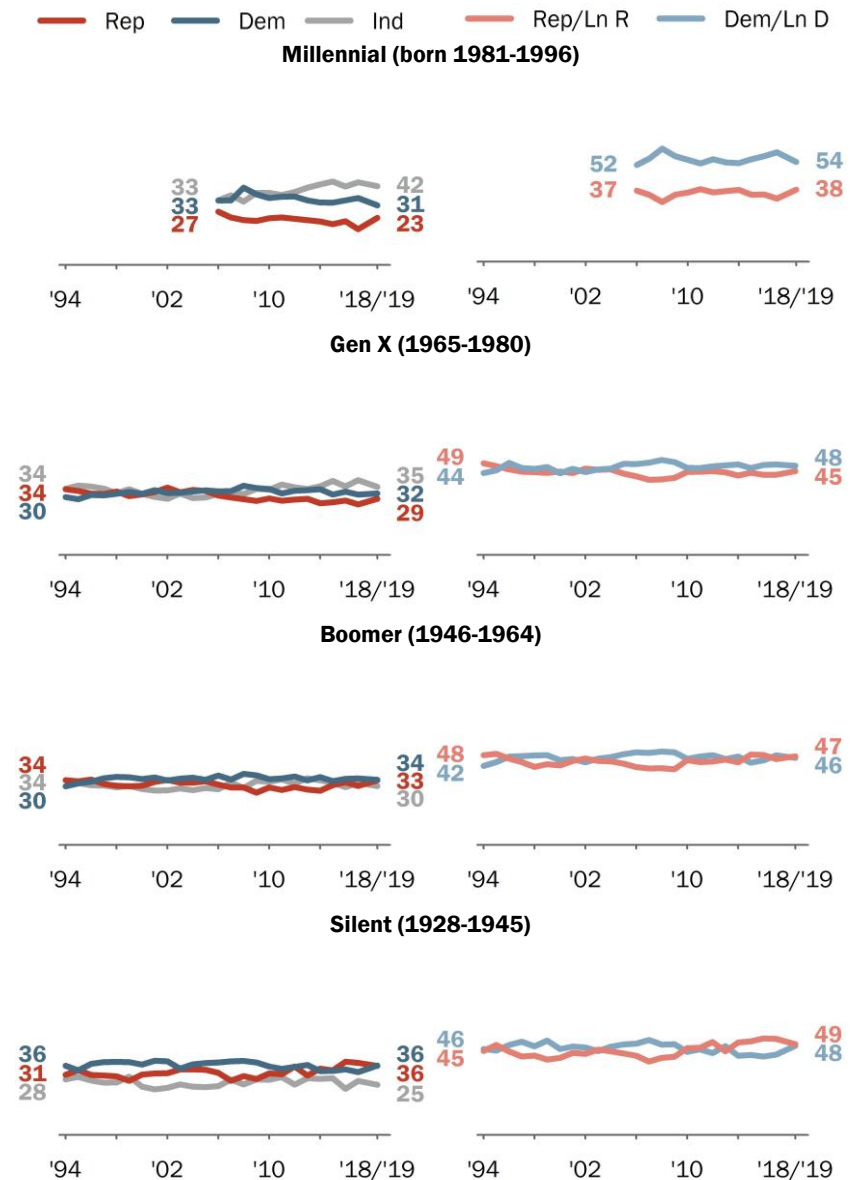 Rep Dem Ind Rep/Ln R Dem/Ln D
Millennial (born 1981-1996)
52 54
33 42
37 38
33 31
27 23
'94 '02 '10 '18/'19 '94 '02 '10 '18/'19
Gen X (1965-1980)
49 48
34 35
44 45
34 32
30 29
'94 '02 '10 '18/'19 '94 '02 '10 '18/'19
Boomer (1946-1964)
48 47
34 34
42 46
34 33
30 30
'94 '02 '10 '18/'19 '94 '02 '10 '18/'19
Silent (1928-1945)
46 49
36 36
45 48
31 36
28 25
'94 '02 '10 '18/'19 '94 '02 '10 '18/'19